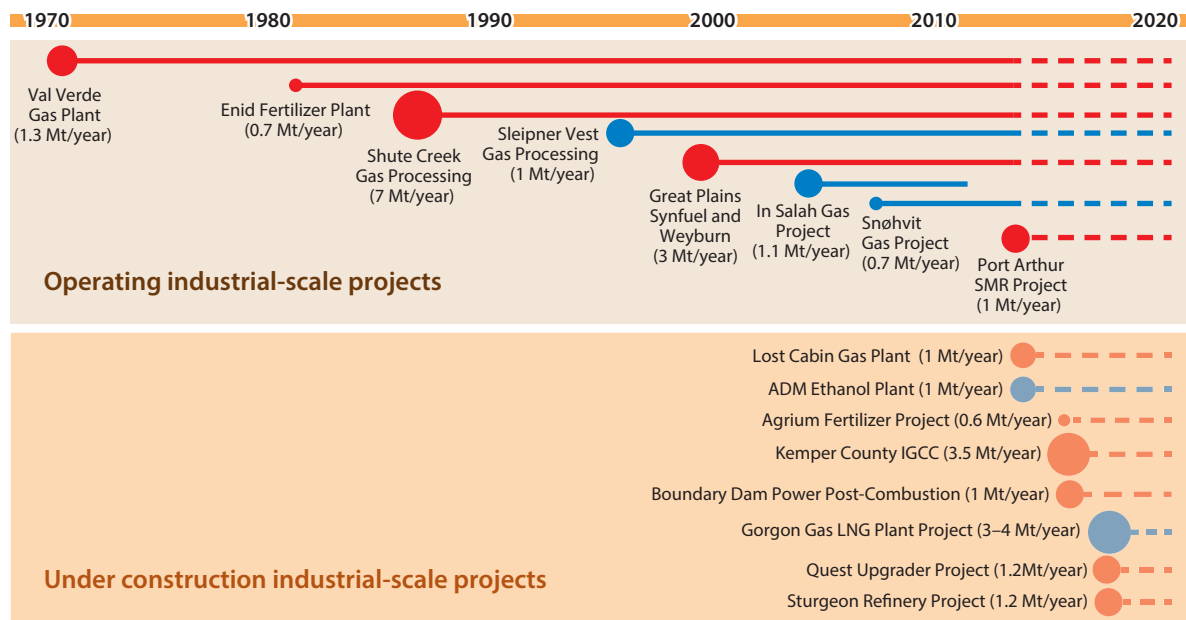 1970 1980 1990 2000 2010 2020
Val Verde
Gas Plant
(1.3 Mt/year)
Enid Fertilizer Plant
(0.7 Mt/year)
Shute Creek
Gas Processing
(7 Mt/year)
Sleipner Vest
Gas Processing
(1 Mt/year)
Great Plains
Synfuel and
Weyburn
(3 Mt/year)
In Salah Gas
Project
(1.1 Mt/year)
Snøhvit
Gas Project
(0.7 Mt/year)
Port Arthur
SMR Project
(1 Mt/year)
Operating industrial-scale projects
Lost Cabin Gas Plant (1 Mt/year)
ADM Ethanol Plant (1 Mt/year)
Agrium Fertilizer Project (0.6 Mt/year)
Kemper County IGCC (3.5 Mt/year)
Boundary Dam Power Post-Combustion (1 Mt/year)
Gorgon Gas LNG Plant Project (3–4 Mt/year)
Quest Upgrader Project (1.2Mt/year)
Sturgeon Refinery Project (1.2 Mt/year)
Under construction industrial-scale projects